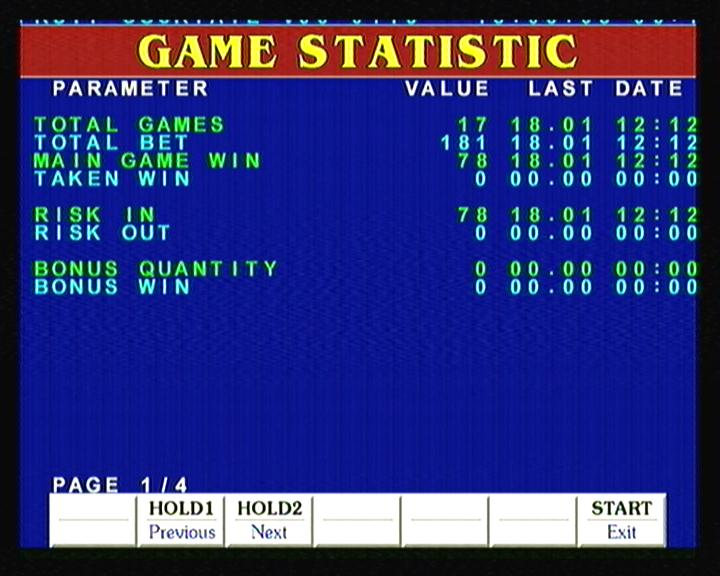 GAME STATISTIC
PARAMETER VALUE LAST DATE
TOTAL GAMES 17 18.01 12:12
TOTAL BET 181 18.01 12:12
MAIN GAME WIN 78 18.01 12:12
TAKEN WIN 0 00.00 00:00
RISK IN 78 18.01 12:12
RISK OUT 0 00.00 00:00
BONUS QUANTITY 0 00.00 00:00
BONUS WIN 0 00.00 00:00
PAGE 1/4
HOLD1 HOLD2 START
Previous Next Exit